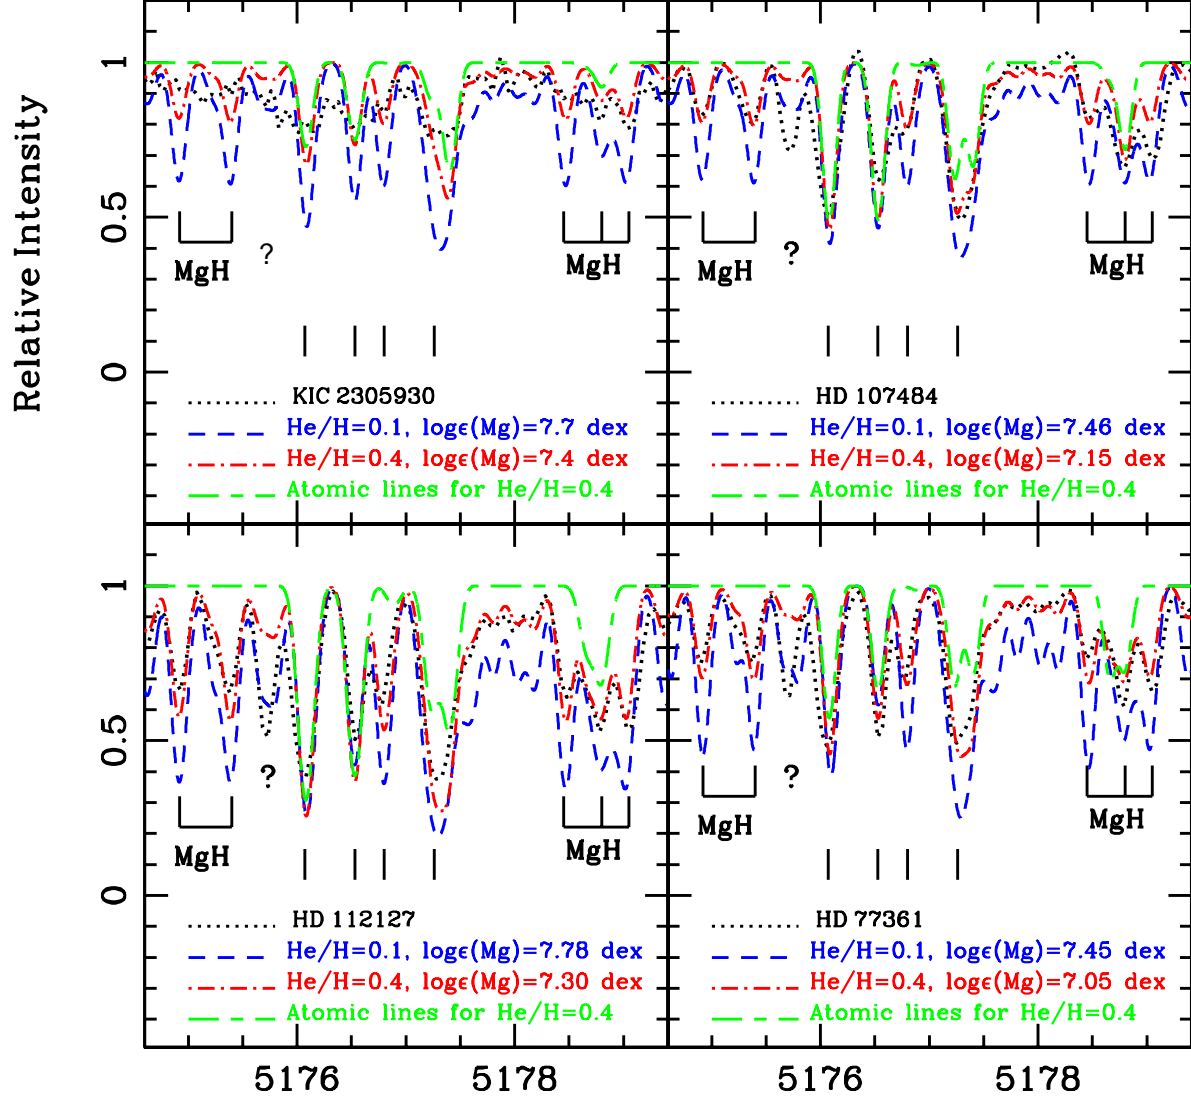 Relative Intensity
1
0.5
0
MgH
?
MgH
KIC 2305930
He/H=0.1, logϵ(Mg)=7.7 dex
He/H=0.4, logϵ(Mg)=7.4 dex
Atomic lines for He/H=0.4
MgH
?
MgH
HD 107484
He/H=0.1, logϵ(Mg)=7.46 dex
He/H=0.4, logϵ(Mg)=7.15 dex
Atomic lines for He/H=0.4
1
0.5
0
MgH
?
MgH
HD 112127
He/H=0.1, logϵ(Mg)=7.78 dex
He/H=0.4, logϵ(Mg)=7.30 dex
Atomic lines for He/H=0.4
MgH
?
MgH
HD 77361
He/H=0.1, logϵ(Mg)=7.45 dex
He/H=0.4, logϵ(Mg)=7.05 dex
Atomic lines for He/H=0.4
5176 5178 5176 5178